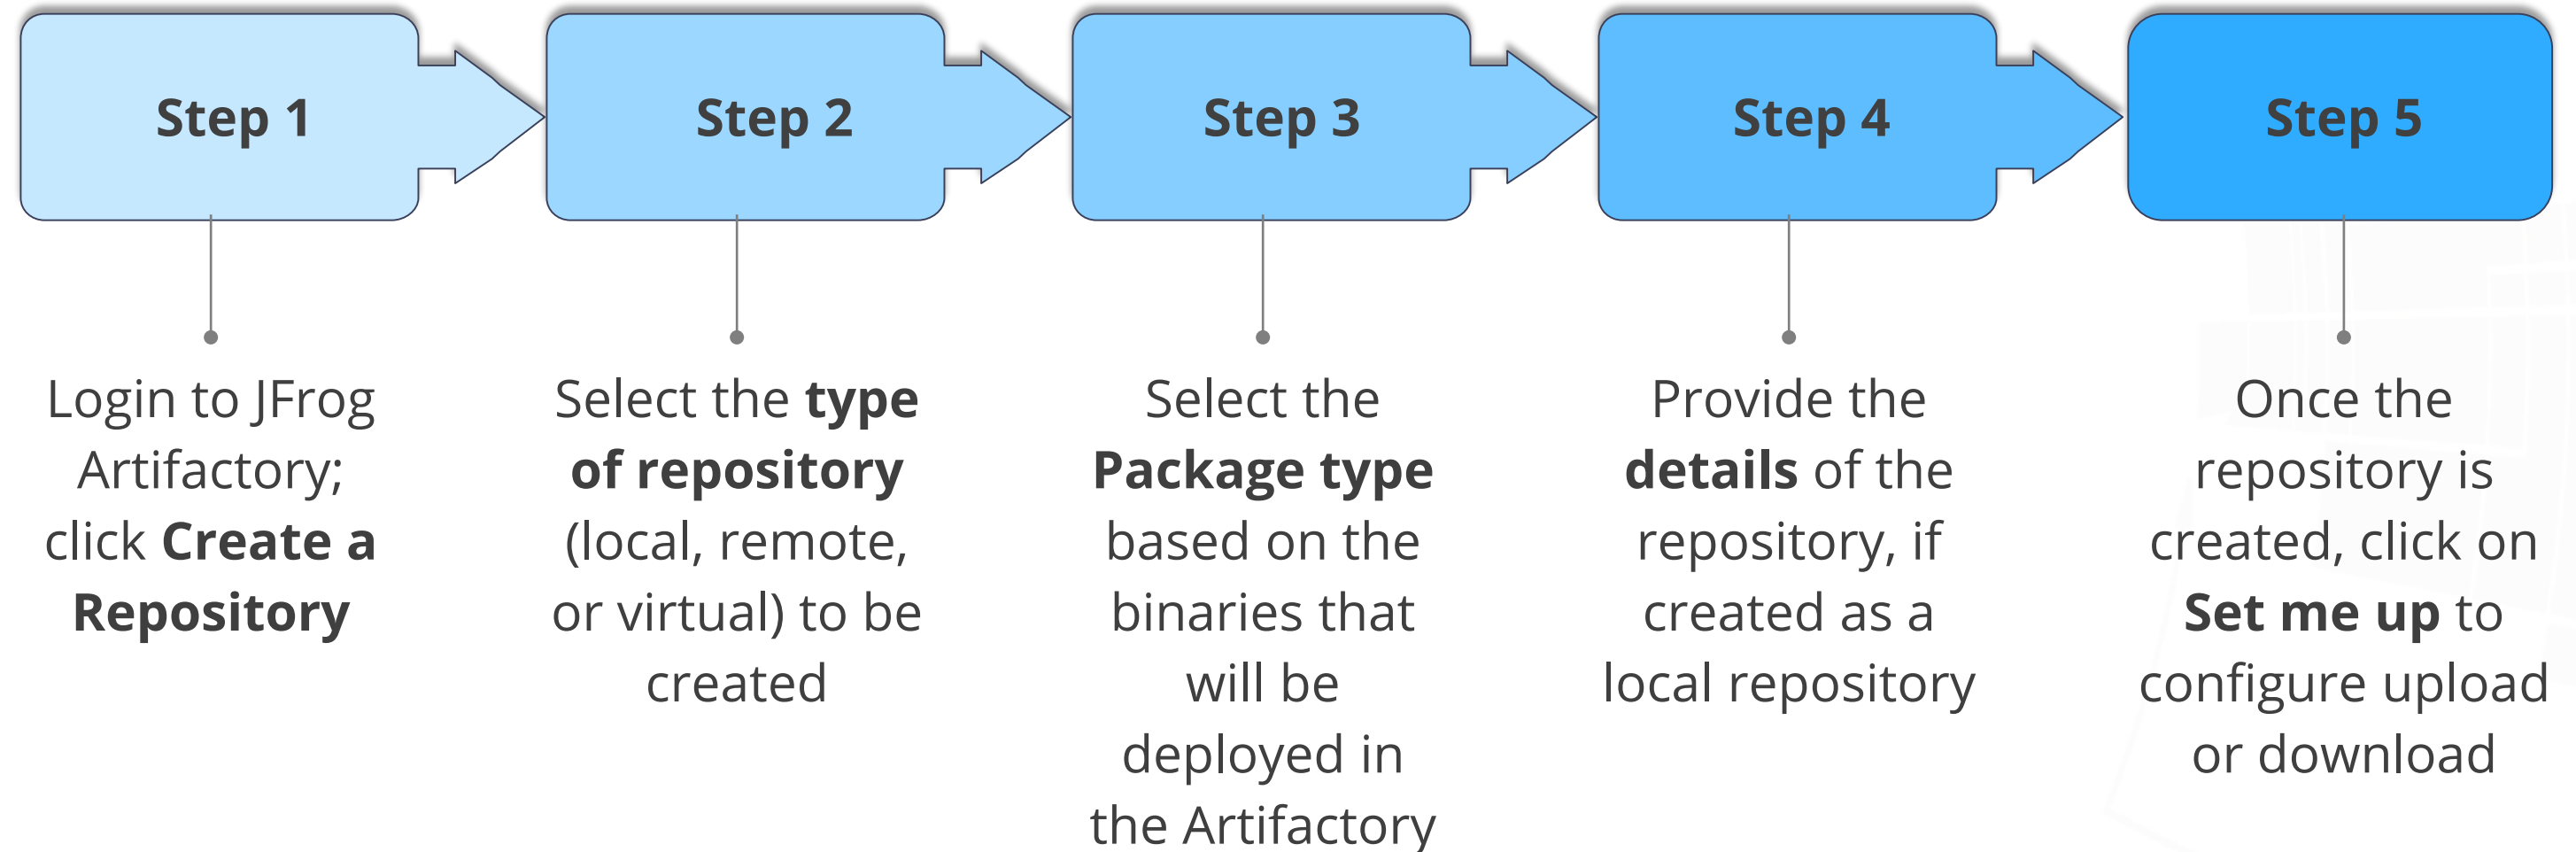 Step 1
Step 2
Step 3
Step 4
Step 5
Login to JFrog
Artifactory;
click Create a
Repository
Select the type
of repository
(local, remote,
or virtual) to be
created
Select the
Package type
based on the
binaries that
will be
deployed in
the Artifactory
Provide the
details of the
repository, if
created as a
local repository
Once the
repository is
created, click on
Set me up to
configure upload
or download